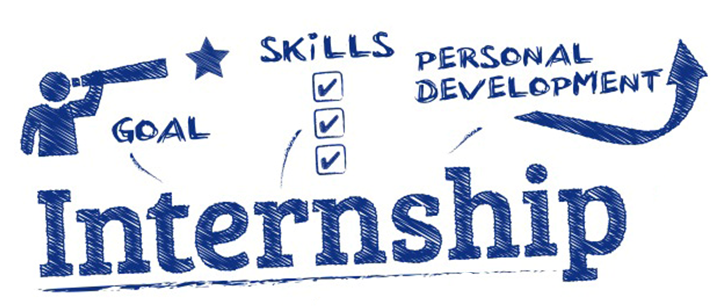 SKiLLS
PERSONAL
DEVELOPMENT
GOAL
Internship